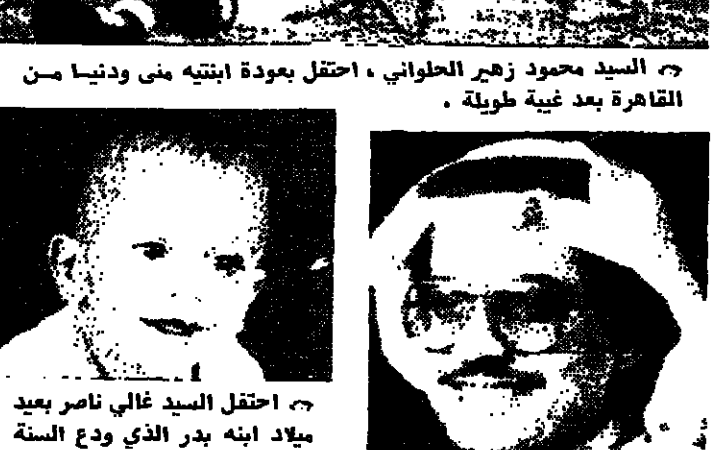 السيد محمود زهير الحلواني ، احتفل بعودة ابنتيه منى ودنيا من
القاهرة بعد غيبة طويلة .
احتفل السيد غالي ناصر بعيد
ميلاد ابنه بدر الذي ودع السنة